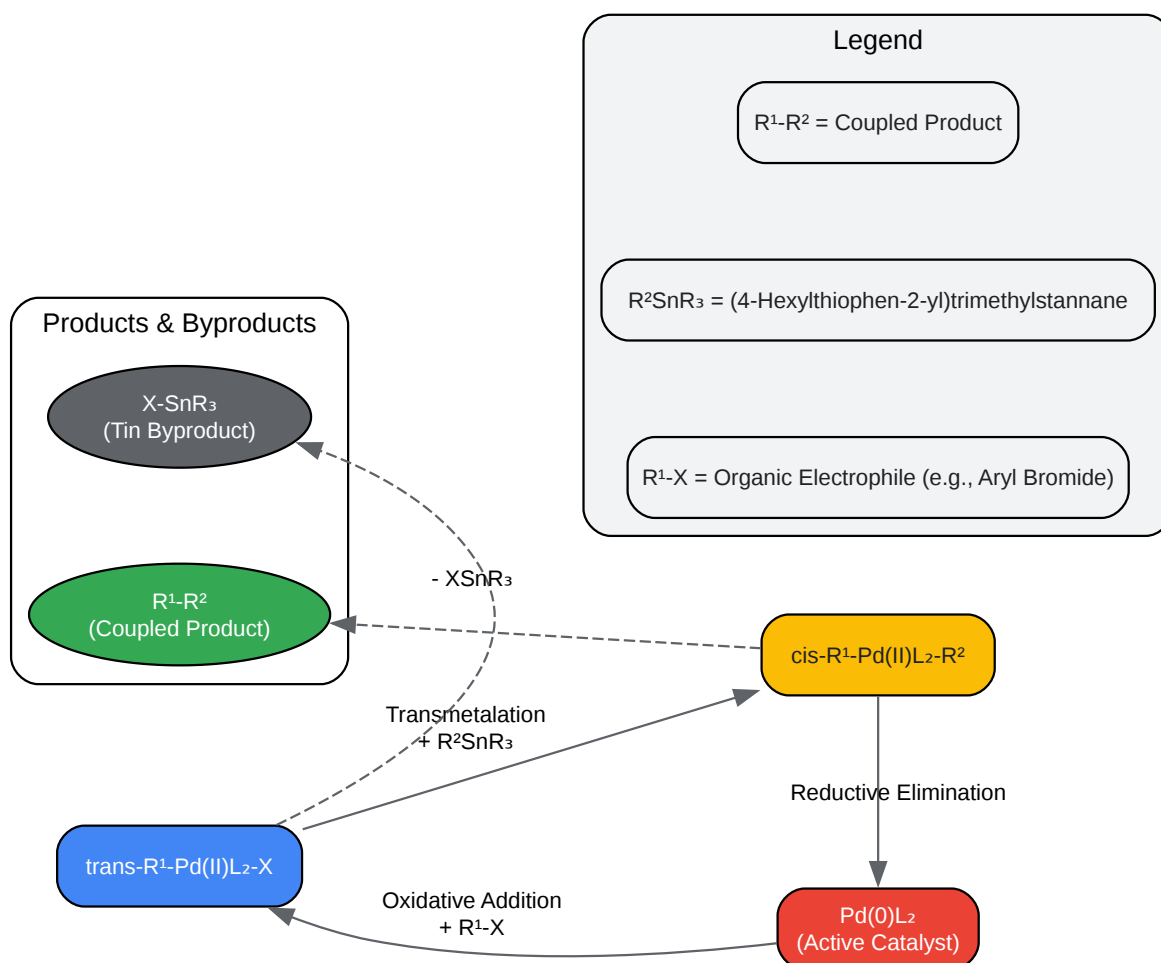 Legend
R¹-R² = Coupled Product
R²SnR₃ = (4-Hexylthiophen-2-yl)trimethylstannane
R¹-X = Organic Electrophile (e.g., Aryl Bromide)
Products & Byproducts
X-SnR₃
(Tin Byproduct)
R¹-R²
(Coupled Product)
- XSnR₃
cis-R¹-Pd(II)L₂-R²
Transmetalation
+ R²SnR₃
Reductive Elimination
trans-R¹-Pd(II)L₂-X
Oxidative Addition
+ R¹-X
Pd(0)L₂
(Active Catalyst)